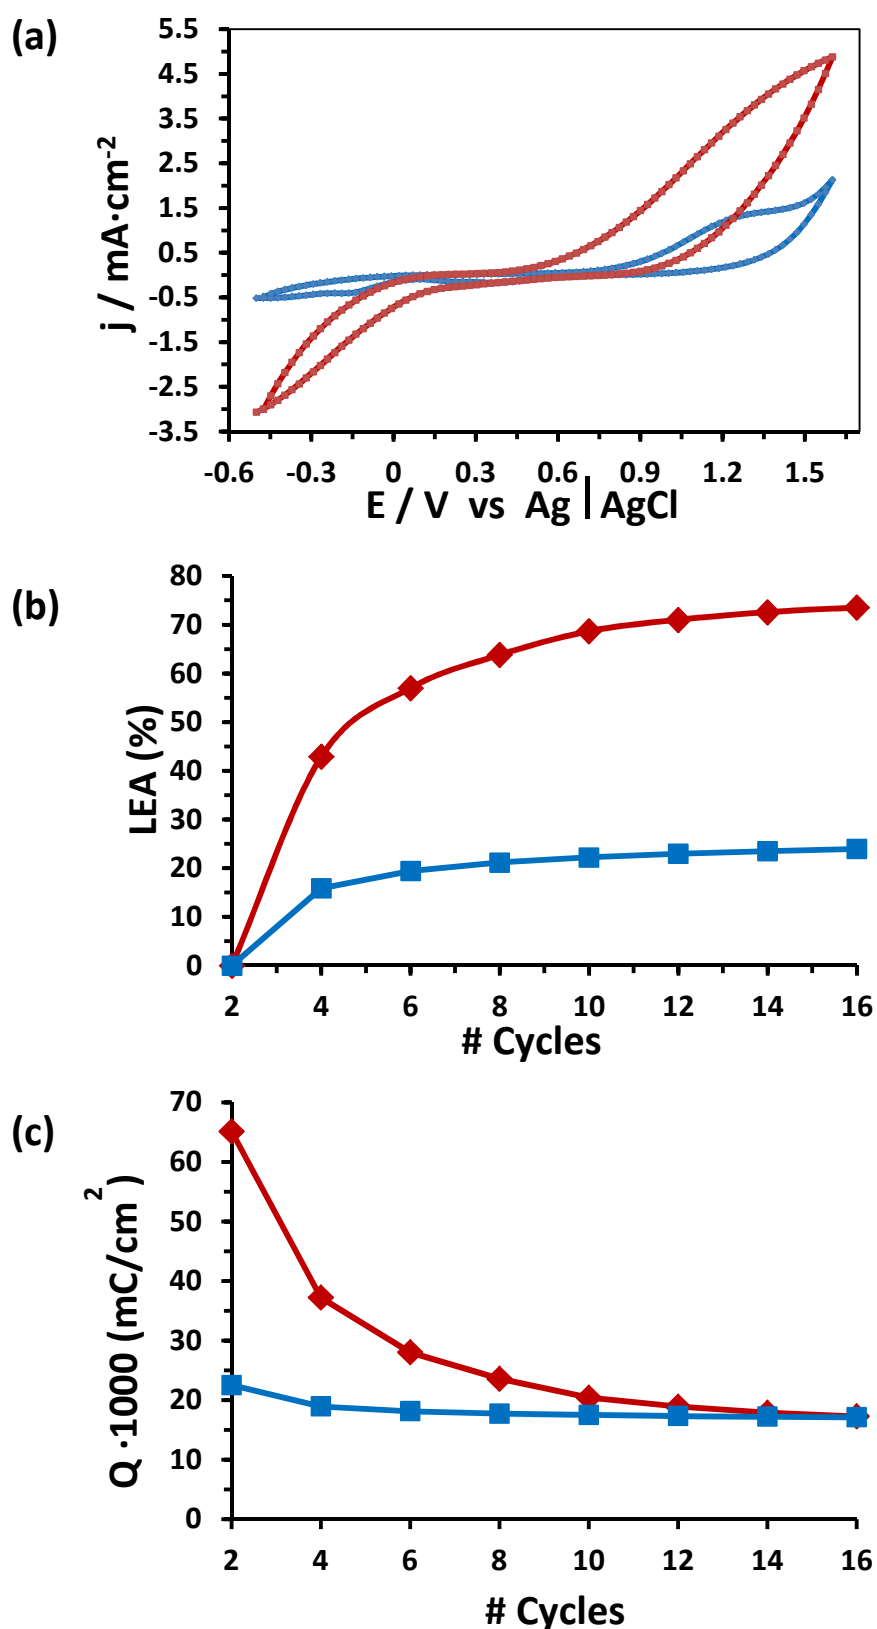 (a)
5.5
4.5
3.5
2.5
1.5
0.5
-0.5
-1.5
-2.5
-3.5
j / mA·cm-2
-0.6 -0.3 0 0.3 0.6 0.9 1.2 1.5
E / V vs Ag | AgCl
(b)
80
70
60
50
40
30
20
10
0
LEA (%)
2 4 6 8 10 12 14 16
# Cycles
(c)
70
60
50
40
30
20
10
0
Q ·1000 (mC/cm2)
2 4 6 8 10 12 14 16
# Cycles